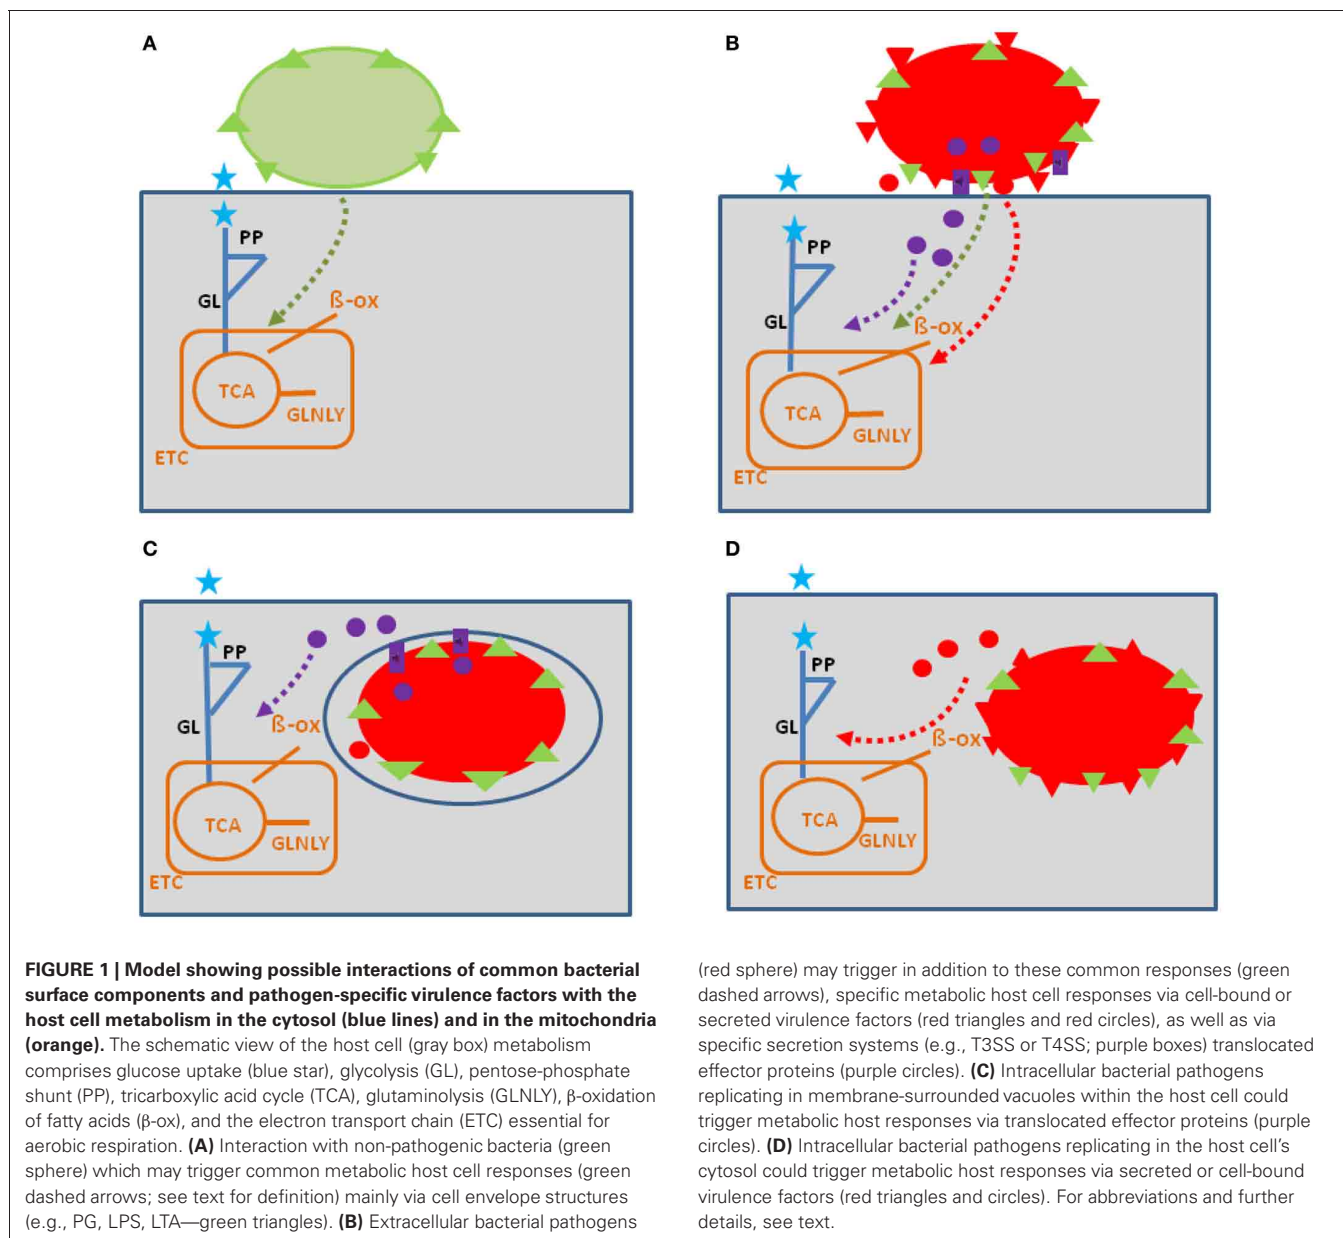 A
PP
GL
ß-ox
TCA
GLNLY
ETC
B
PP
GL
ß-ox
TCA
GLNLY
ETC
C
PP
GL
ß-ox
TCA
GLNLY
ETC
D
PP
GL
ß-ox
TCA
GLNLY
ETC
FIGURE 1 | Model showing possible interactions of common bacterial
surface components and pathogen-specific virulence factors with the
host cell metabolism in the cytosol (blue lines) and in the mitochondria
(orange). The schematic view of the host cell (gray box) metabolism
comprises glucose uptake (blue star), glycolysis (GL), pentose-phosphate
shunt (PP), tricarboxylic acid cycle (TCA), glutaminolysis (GLNLY), β-oxidation
of fatty acids (β-ox), and the electron transport chain (ETC) essential for
aerobic respiration. (A) Interaction with non-pathogenic bacteria (green
sphere) which may trigger common metabolic host cell responses (green
dashed arrows; see text for definition) mainly via cell envelope structures
(e.g., PG, LPS, LTA—green triangles). (B) Extracellular bacterial pathogens
(red sphere) may trigger in addition to these common responses (green
dashed arrows), specific metabolic host cell responses via cell-bound or
secreted virulence factors (red triangles and red circles), as well as via
specific secretion systems (e.g., T3SS or T4SS; purple boxes) translocated
effector proteins (purple circles). (C) Intracellular bacterial pathogens
replicating in membrane-surrounded vacuoles within the host cell could
trigger metabolic host responses via translocated effector proteins (purple
circles). (D) Intracellular bacterial pathogens replicating in the host cell's
cytosol could trigger metabolic host responses via secreted or cell-bound
virulence factors (red triangles and circles). For abbreviations and further
details, see text.